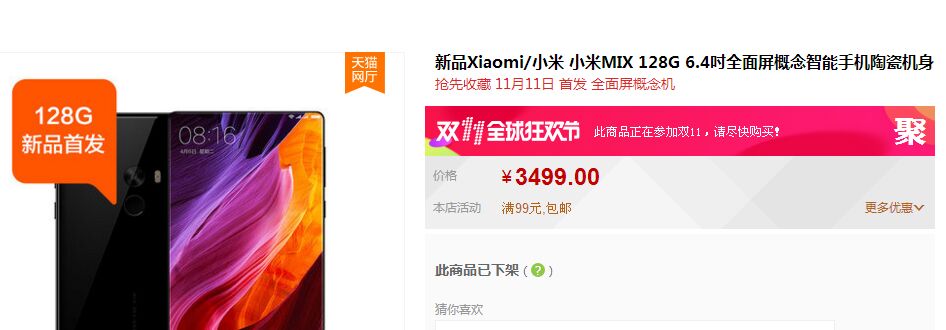 天猫
网厅
128G
新品首发
08:16
新品Xiaomi/小米 小米MIX 128G 6.4吋全面屏概念智能手机陶瓷机身
抢先收藏 11月11日 首发 全面屏概念机
双11全球狂欢节 此商品正在参加双11，请尽快购买! 聚
价格 ¥3499.00
本店活动 满99元,包邮 更多优惠
此商品已下架 ( ? )
猜你喜欢